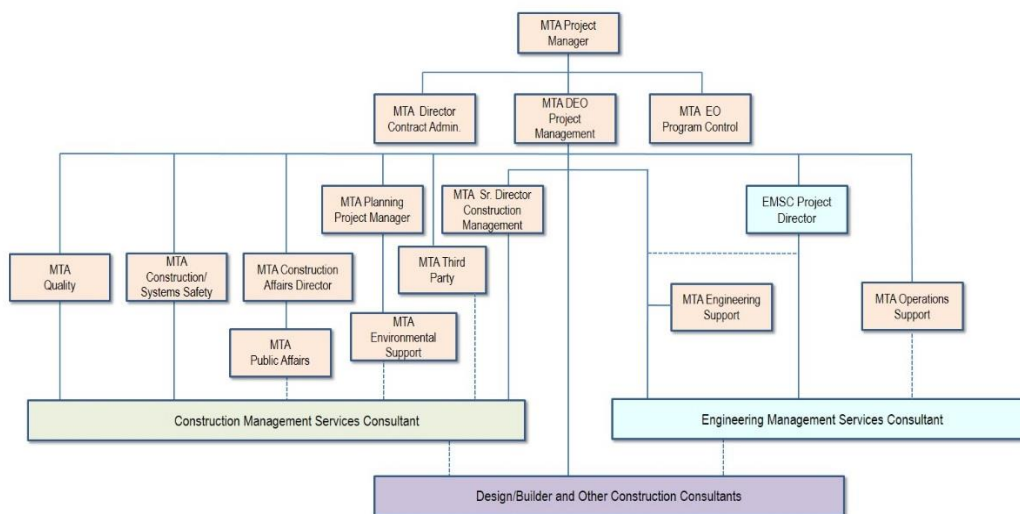 MTA Project
Manager
MTA Director
Contract Admin.
MTA DEO
Project
Management
MTA EO
Program Control
MTA Planning
Project Manager
MTA Sr. Director
Construction
Management
EMSC Project
Director
MTA
Quality
MTA
Construction/
Systems Safety
MTA Construction
Affairs Director
MTA Third
Party
MTA Engineering
Support
MTA Operations
Support
MTA
Public Affairs
MTA
Environmental
Support
Construction Management Services Consultant
Engineering Management Services Consultant
Design/Builder and Other Construction Consultants